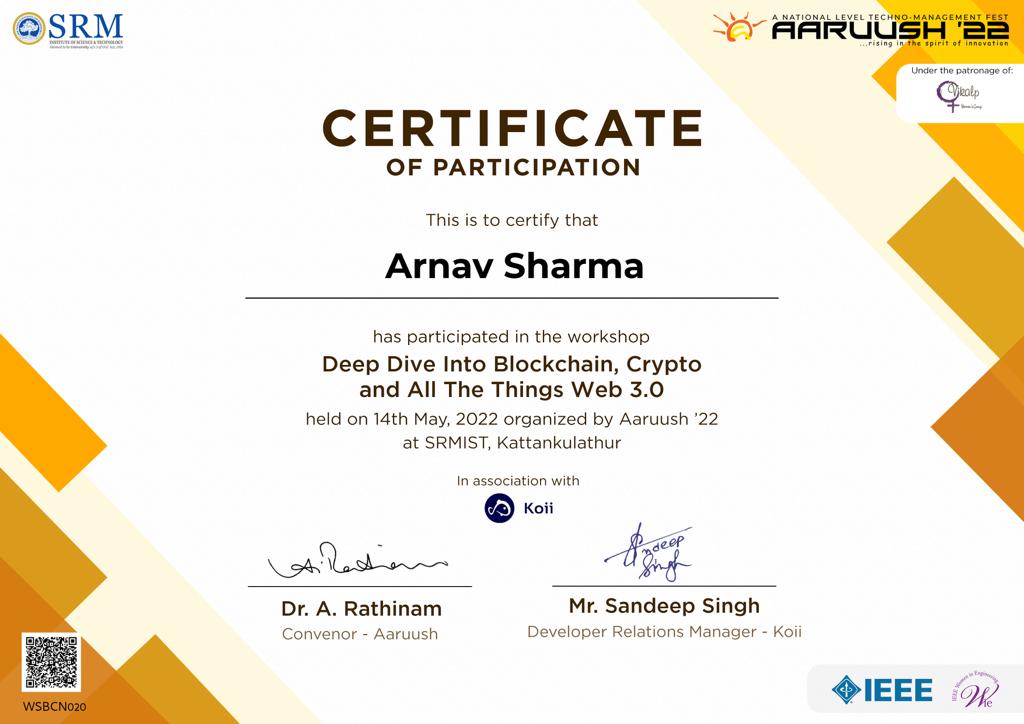 SRM
INSTITUTE OF SCIENCE & TECHNOLOGY
A NATIONAL LEVEL TECHNO-MANAGEMENT FEST
AARUUSH '22
...rising in the spirit of innovation
Under the patronage of:
Vikalp
Women's Group
CERTIFICATE
OF PARTICIPATION
This is to certify that
Arnav Sharma
has participated in the workshop
Deep Dive Into Blockchain, Crypto
and All The Things Web 3.0
held on 14th May, 2022 organized by Aaruush ’22
at SRMIST, Kattankulathur
In association with
Koii
A. Rathinam
Sandeep
Singh
Dr. A. Rathinam
Convenor - Aaruush
Mr. Sandeep Singh
Developer Relations Manager - Koii
WSBCN020
IEEE
IEEE Women in Engineering
Wie